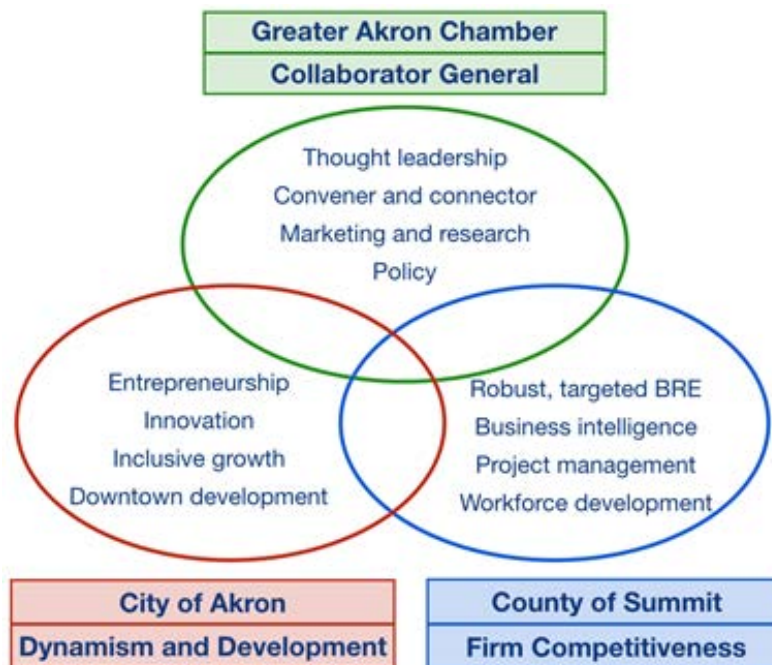 Greater Akron Chamber
Collaborator General
Thought leadership
Convener and connector
Marketing and research
Policy
Entrepreneurship
Innovation
Inclusive growth
Downtown development
Robust, targeted BRE
Business intelligence
Project management
Workforce development
City of Akron
Dynamism and Development
County of Summit
Firm Competitiveness